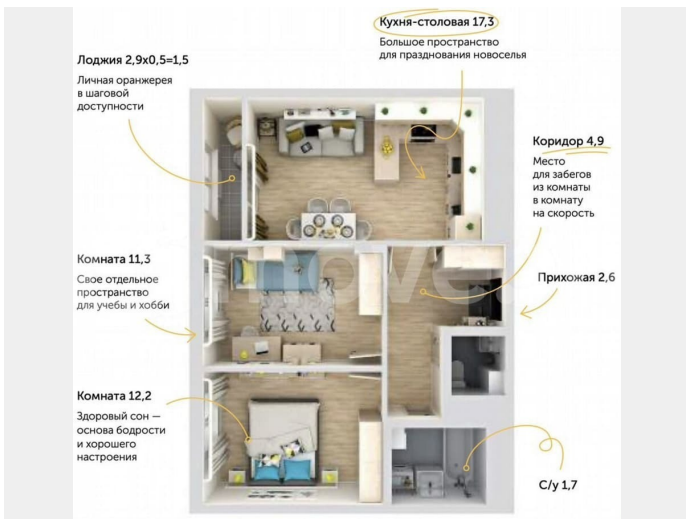 Кухня-столовая 17,3
Большое пространство
для празднования новоселья
Лоджия 2,9х0,5=1,5
Личная оранжерея
в шаговой
доступности
Коридор 4,9
Место
для забегов
из комнаты
в комнату
на скорость
Комната 11,3
Свое отдельное
пространство
для учебы и хобби
Прихожая 2,6
Комната 12,2
Здоровый сон —
основа бодрости
и хорошего
настроения
С/у 1,7